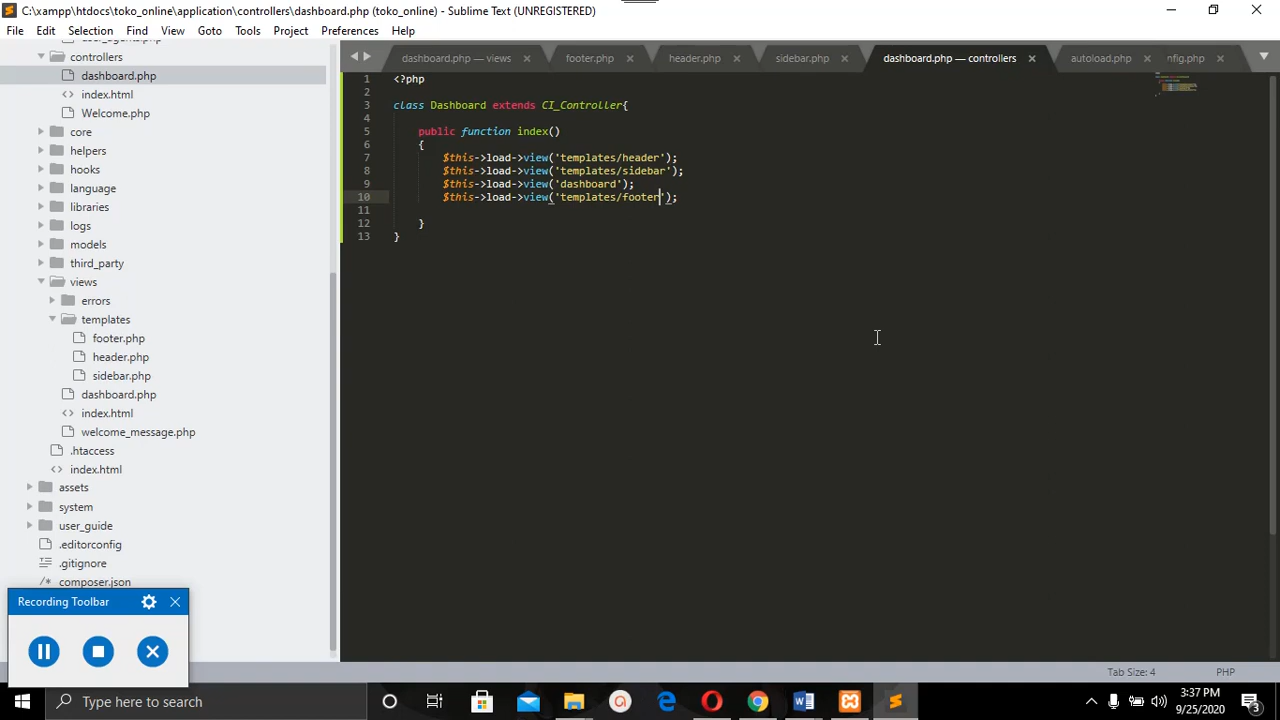 C:\xampp\htdocs\toko_online\application\controllers\dashboard.php (toko_online) - Sublime Text (UNREGISTERED)
File Edit Selection Find View Goto Tools Project Preferences Help
controllers
dashboard.php
index.html
Welcome.php
core
helpers
hooks
language
libraries
logs
models
third_party
views
errors
templates
footer.php
header.php
sidebar.php
dashboard.php
index.html
welcome_message.php
.htaccess
index.html
assets
system
user_guide
.editorconfig
.gitignore
composer.json
dashboard.php — views footer.php header.php sidebar.php dashboard.php — controllers autoload.php nfig.php
1 <?php
2
3 class Dashboard extends CI_Controller{
4
5 public function index()
6 {
7 $this->load->view('templates/header');
8 $this->load->view('templates/sidebar');
9 $this->load->view('dashboard');
10 $this->load->view('templates/footer');
11
12 }
13 }
Recording Toolbar
Tab Size: 4 PHP
Type here to search
3:37 PM
9/25/2020
3